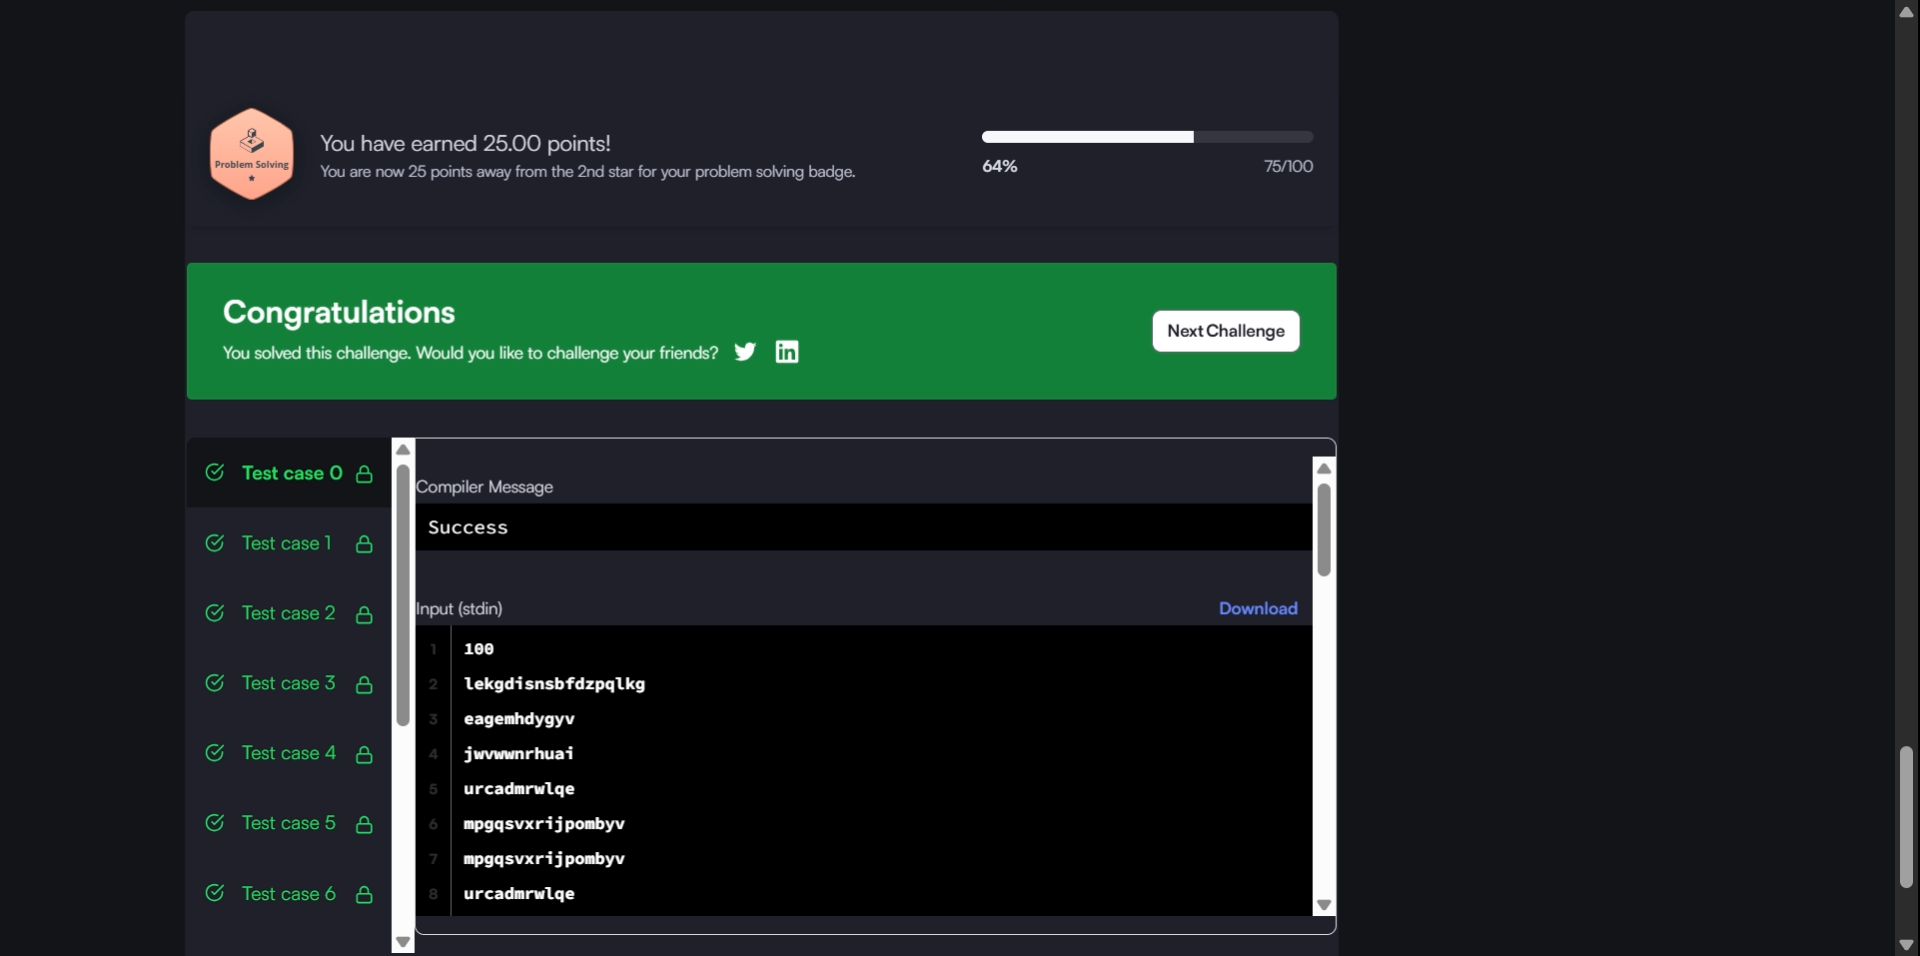 Problem Solving
You have earned 25.00 points!
You are now 25 points away from the 2nd star for your problem solving badge.
64%
75/100
Congratulations
You solved this challenge. Would you like to challenge your friends?
Next Challenge
Test case 0
Test case 1
Test case 2
Test case 3
Test case 4
Test case 5
Test case 6
Compiler Message
Success
Input (stdin)
Download
1 100
2 lekgdisnsbfdzpqlkg
3 eagemhdygyv
4 jwvwwnrhuai
5 urcadmrwlqe
6 mpgqsvxrijpombyv
7 mpgqsvxrijpombyv
8 urcadmrwlqe